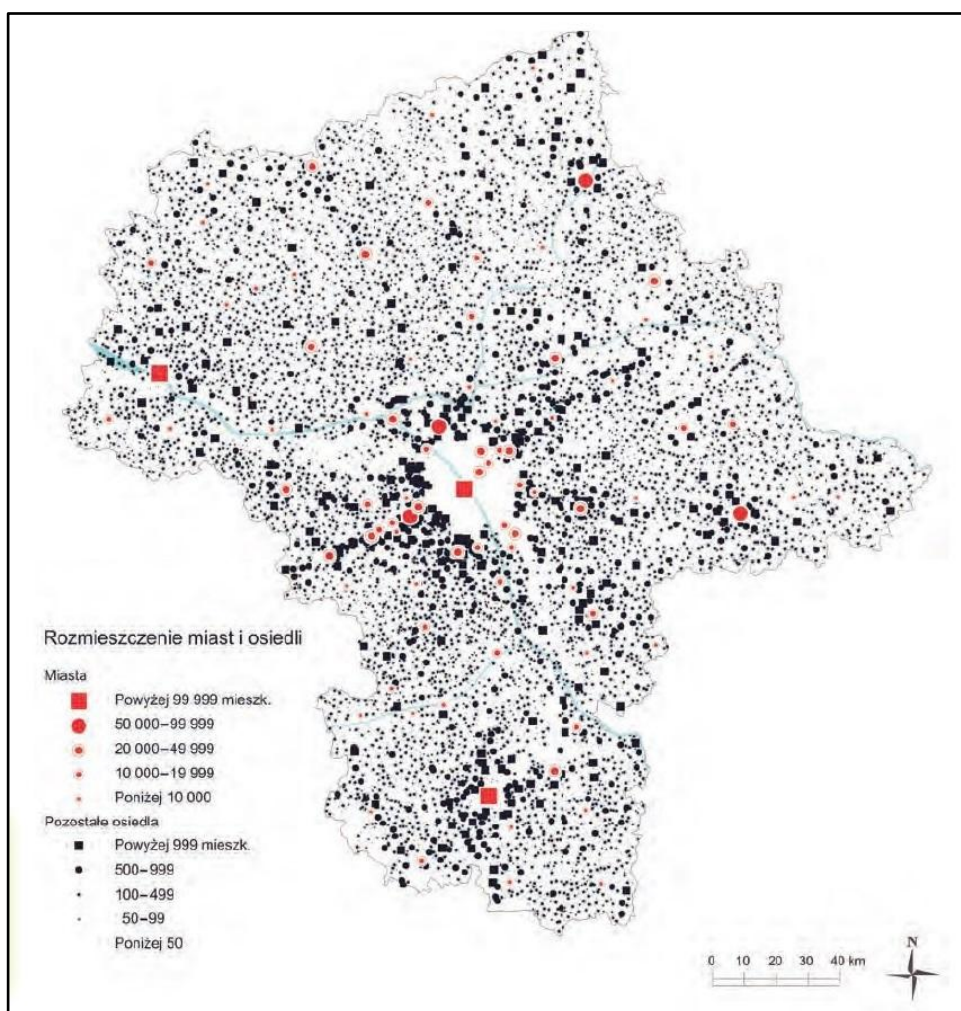 Rozmieszczenie miast i osiedli
Miasta
Powyżej 99 999 mieszk.
50 000–99 999
20 000–49 999
10 000–19 999
Poniżej 10 000
Pozostałe osiedla
Powyżej 999 mieszk.
500–999
100–499
50–99
Poniżej 50
N
0 10 20 30 40 km